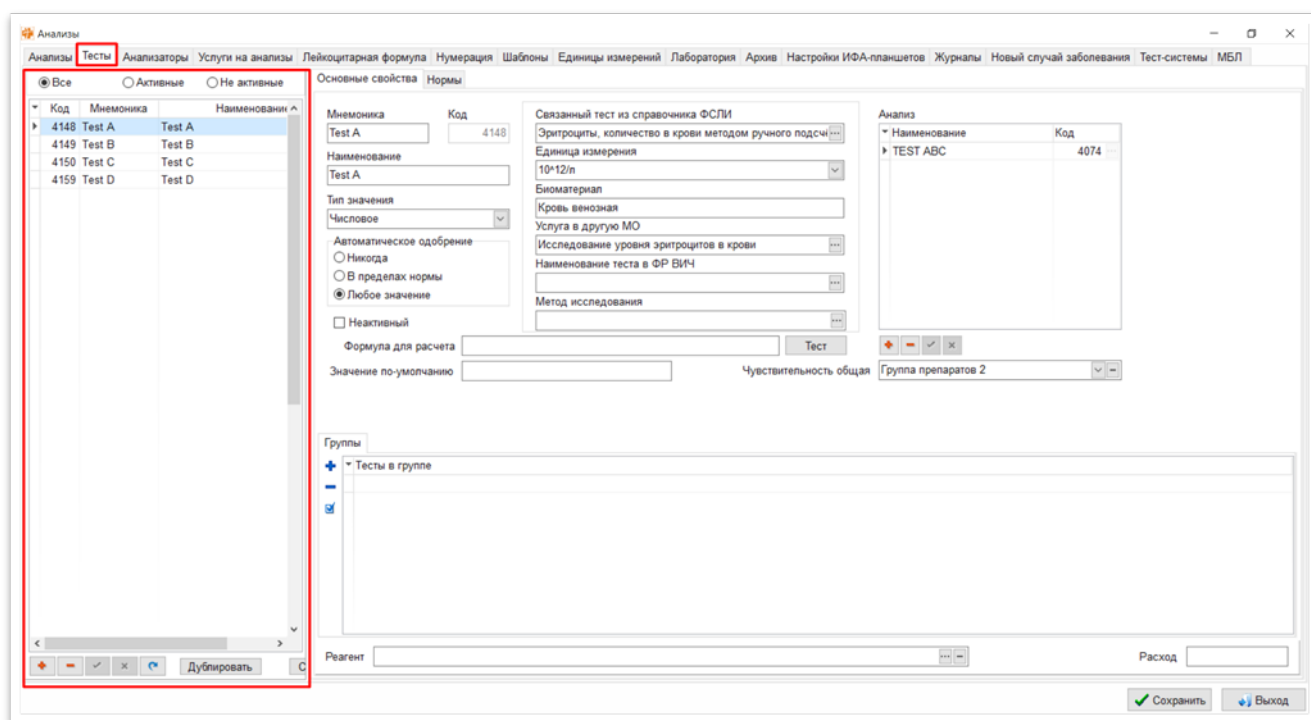 Анализы
Анализы Тесты Анализаторы Услуги на анализы Лейкоцитарная формула Нумерация Шаблоны Единицы измерений Лаборатория Архив Настройки ИФА-планшетов Журналы Новый случай заболевания Тест-системы МБЛ
Все Активные Не активные
Основные свойства Нормы
Код Мнемоника Наименование
4148 Test A Test A
4149 Test B Test B
4150 Test C Test C
4159 Test D Test D
Мнемоника Код
Test A 4148
Наименование
Test A
Тип значения
Числовое
Автоматическое одобрение
Никогда
В пределах нормы
Любое значение
Неактивный
Связанный тест из справочника ФСЛИ
Эритроциты, количество в крови методом ручного подсчё
Единица измерения
10^12/л
Биоматериал
Кровь венозная
Услуга в другую МО
Исследование уровня эритроцитов в крови
Наименование теста в ФР ВИЧ
Метод исследования
Анализ
Наименование Код
TEST ABC 4074
Формула для расчета Тест
Значение по-умолчанию Чувствительность общая Группа препаратов 2
Группы
Тесты в группе
Дублировать С
Реагент Расход
Сохранить Выход